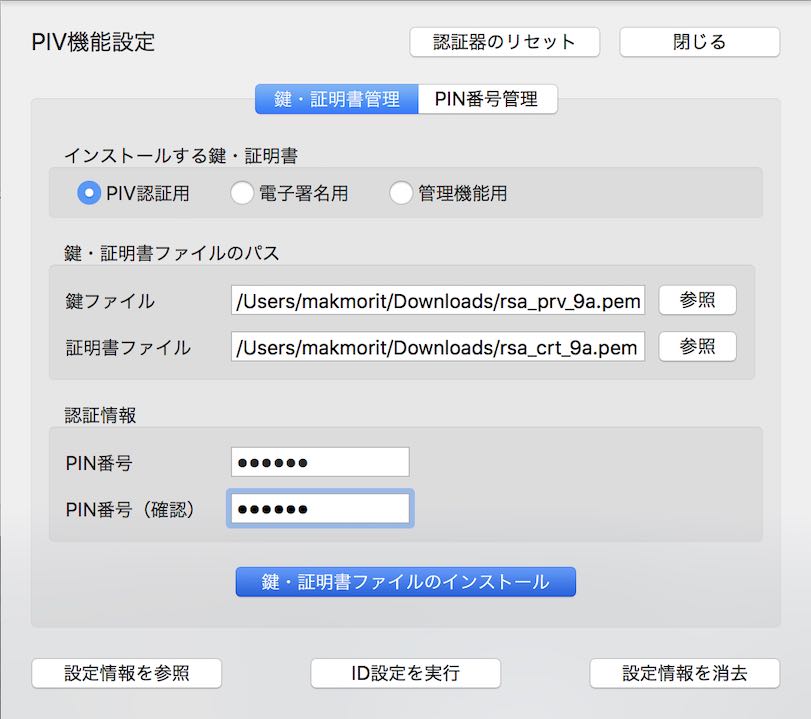 PIV機能設定
認証器のリセット
閉じる
鍵・証明書管理
PIN番号管理
インストールする鍵・証明書
PIV認証用
電子署名用
管理機能用
鍵・証明書ファイルのパス
鍵ファイル
/Users/makmorit/Downloads/rsa_prv_9a.pem
参照
証明書ファイル
/Users/makmorit/Downloads/rsa_crt_9a.pem
参照
認証情報
PIN番号
••••••
PIN番号（確認）
••••••
鍵・証明書ファイルのインストール
設定情報を参照
ID設定を実行
設定情報を消去